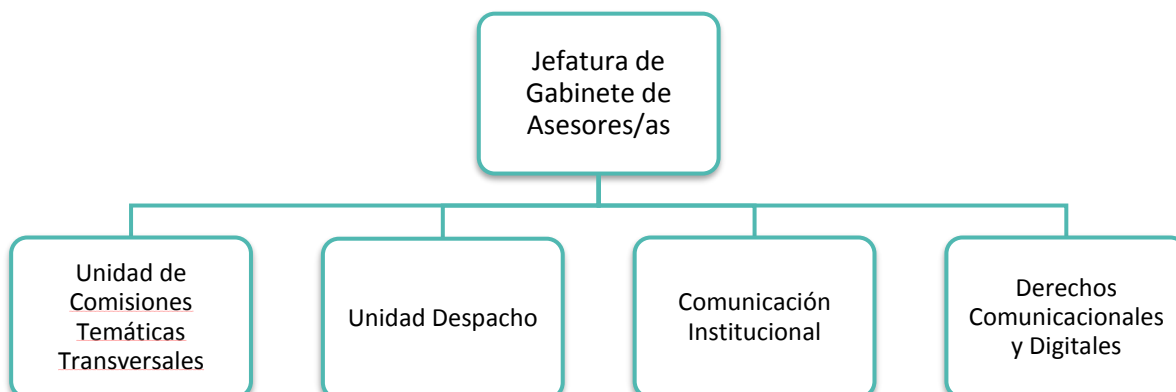 Jefatura de
Gabinete de
Asesores/as
Unidad de
Comisiones
Temáticas
Transversales
Unidad Despacho
Comunicación
Institucional
Derechos
Comunicacionales
y Digitales